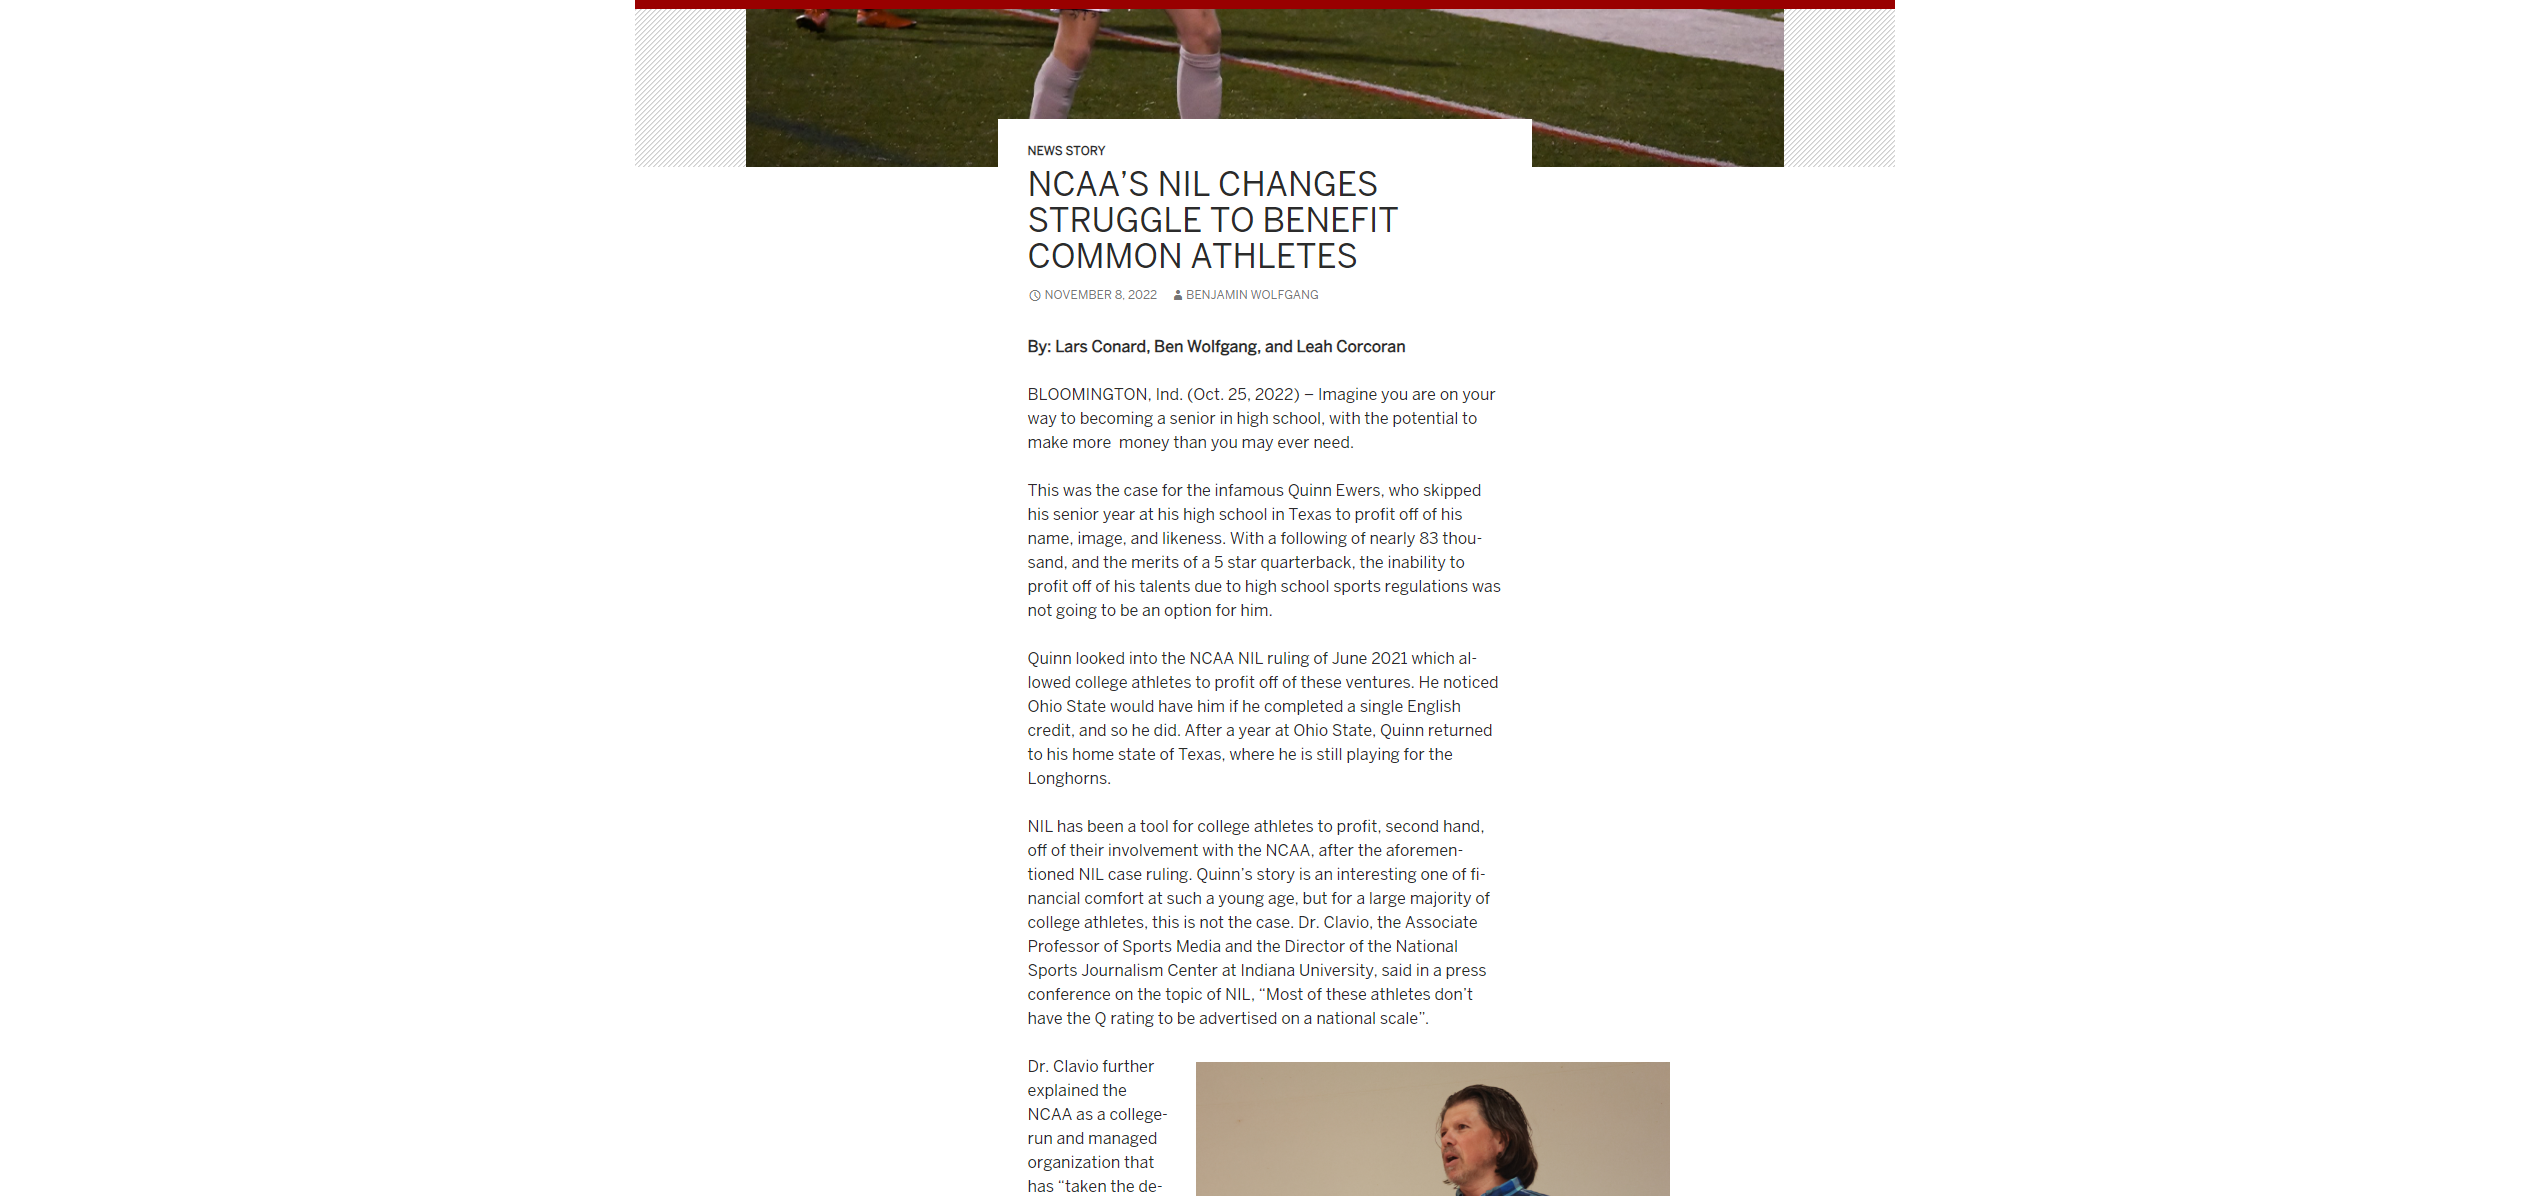 NEWS STORY
NCAA’S NIL CHANGES
STRUGGLE TO BENEFIT
COMMON ATHLETES
NOVEMBER 8, 2022 BENJAMIN WOLFGANG
By: Lars Conard, Ben Wolfgang, and Leah Corcoran
BLOOMINGTON, Ind. (Oct. 25, 2022) – Imagine you are on your
way to becoming a senior in high school, with the potential to
make more  money than you may ever need.
This was the case for the infamous Quinn Ewers, who skipped
his senior year at his high school in Texas to profit off of his
name, image, and likeness. With a following of nearly 83 thou-
sand, and the merits of a 5 star quarterback, the inability to
profit off of his talents due to high school sports regulations was
not going to be an option for him.
Quinn looked into the NCAA NIL ruling of June 2021 which al-
lowed college athletes to profit off of these ventures. He noticed
Ohio State would have him if he completed a single English
credit, and so he did. After a year at Ohio State, Quinn returned
to his home state of Texas, where he is still playing for the
Longhorns.
NIL has been a tool for college athletes to profit, second hand,
off of their involvement with the NCAA, after the aforemen-
tioned NIL case ruling. Quinn’s story is an interesting one of fi-
nancial comfort at such a young age, but for a large majority of
college athletes, this is not the case. Dr. Clavio, the Associate
Professor of Sports Media and the Director of the National
Sports Journalism Center at Indiana University, said in a press
conference on the topic of NIL, “Most of these athletes don’t
have the Q rating to be advertised on a national scale”.
Dr. Clavio further
explained the
NCAA as a college-
run and managed
organization that
has “taken the de-